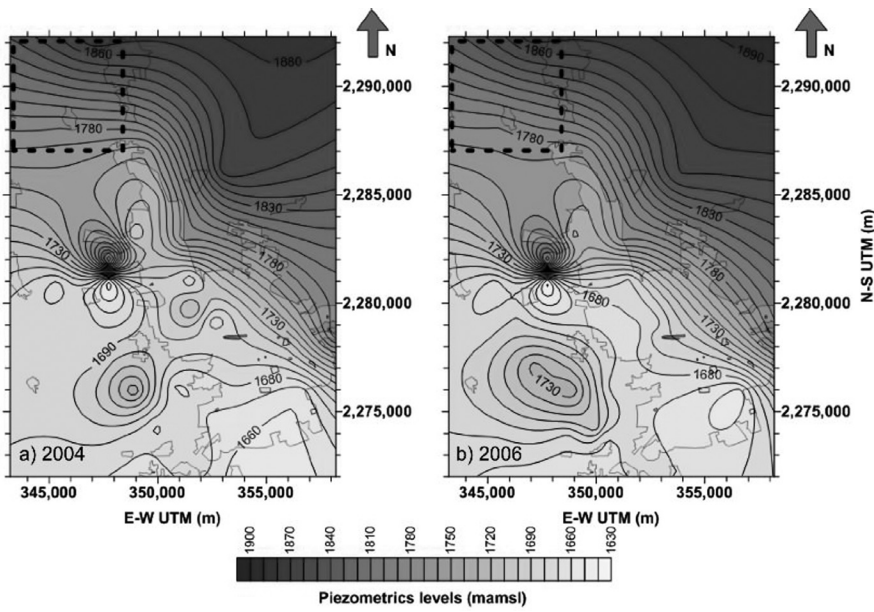 N
N
1860
1880
1780
1830
1730
1780
1730
1690
1680
1660
a) 2004
1860
1890
1780
1830
1730
1780
1680
1730
1730
1680
b) 2006
2,290,000
2,285,000
2,280,000
2,275,000
2,290,000
2,285,000
2,280,000
2,275,000
N-S UTM (m)
345,000 350,000 355,000
345,000 350,000 355,000
E-W UTM (m)
E-W UTM (m)
1900 1870 1840 1810 1780 1750 1720 1690 1660 1630
Piezometrics levels (mamsl)